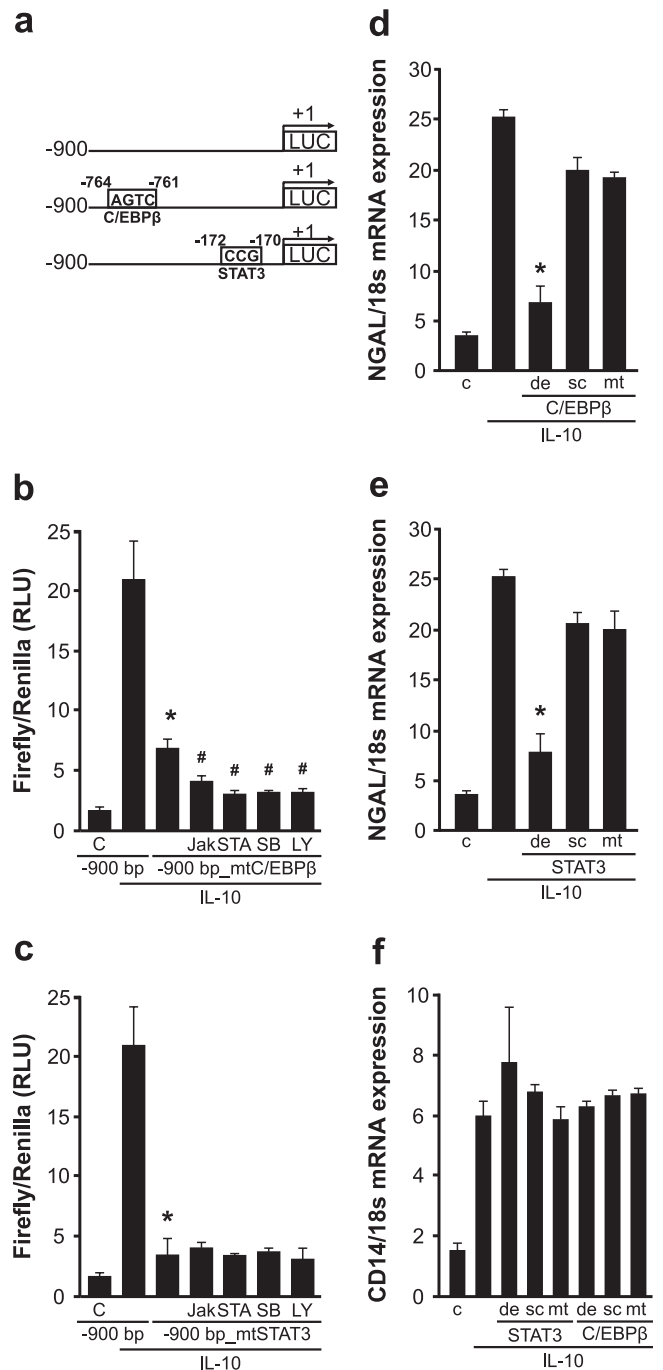 a
+1
-900 LUC
-764 -761 +1
AGTC
-900 LUC
C/EBPβ
-172 -170 +1
CCG
-900 LUC
STAT3
b
Firefly/Renilla (RLU)
25
20
15
10
5
0
*
# # # #
C Jak STA SB LY
-900 bp -900 bp_mtC/EBPβ
IL-10
c
Firefly/Renilla (RLU)
25
20
15
10
5
0
*
C Jak STA SB LY
-900 bp -900 bp_mtSTAT3
IL-10
d
NGAL/18s mRNA expression
30
25
20
15
10
5
0
*
c de sc mt
C/EBPβ
IL-10
e
NGAL/18s mRNA expression
30
25
20
15
10
5
0
*
c de sc mt
STAT3
IL-10
f
CD14/18s mRNA expression
10
8
6
4
2
0
c de sc mt de sc mt
STAT3 C/EBPβ
IL-10